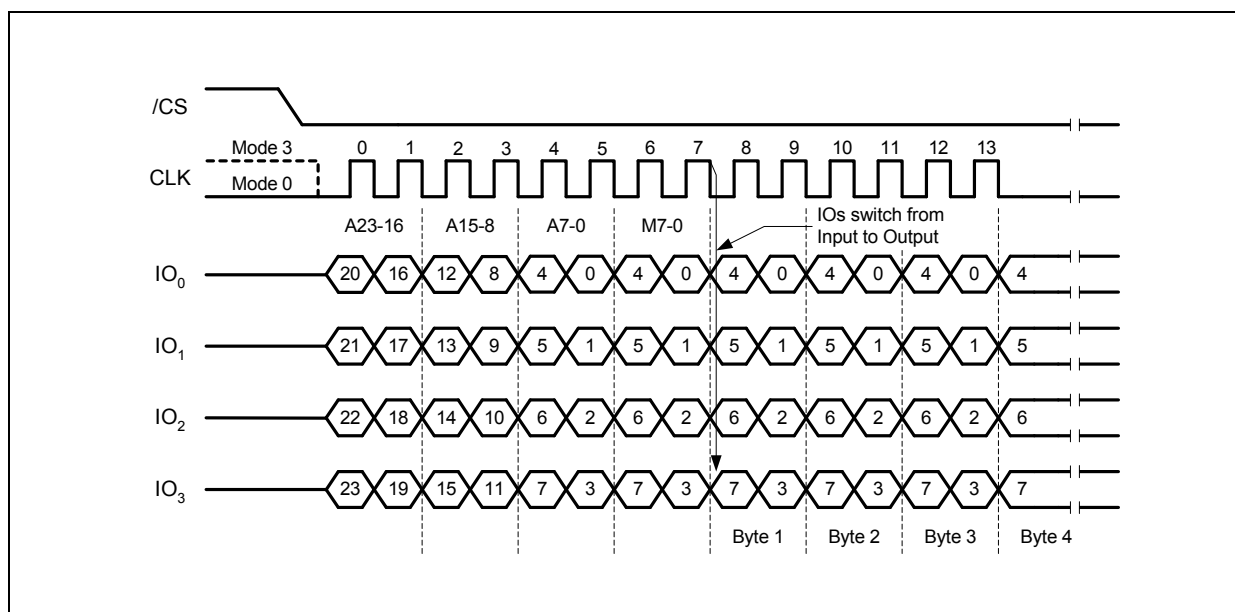 /CS
Mode 3 0 1 2 3 4 5 6 7 8 9 10 11 12 13
CLK
Mode 0
A23-16 A15-8 A7-0 M7-0 IOs switch from
Input to Output
IO0 20 16 12 8 4 0 4 0 4 0 4 0 4 0 4
IO1 21 17 13 9 5 1 5 1 5 1 5 1 5 1 5
IO2 22 18 14 10 6 2 6 2 6 2 6 2 6 2 6
IO3 23 19 15 11 7 3 7 3 7 3 7 3 7 3 7
Byte 1 Byte 2 Byte 3 Byte 4